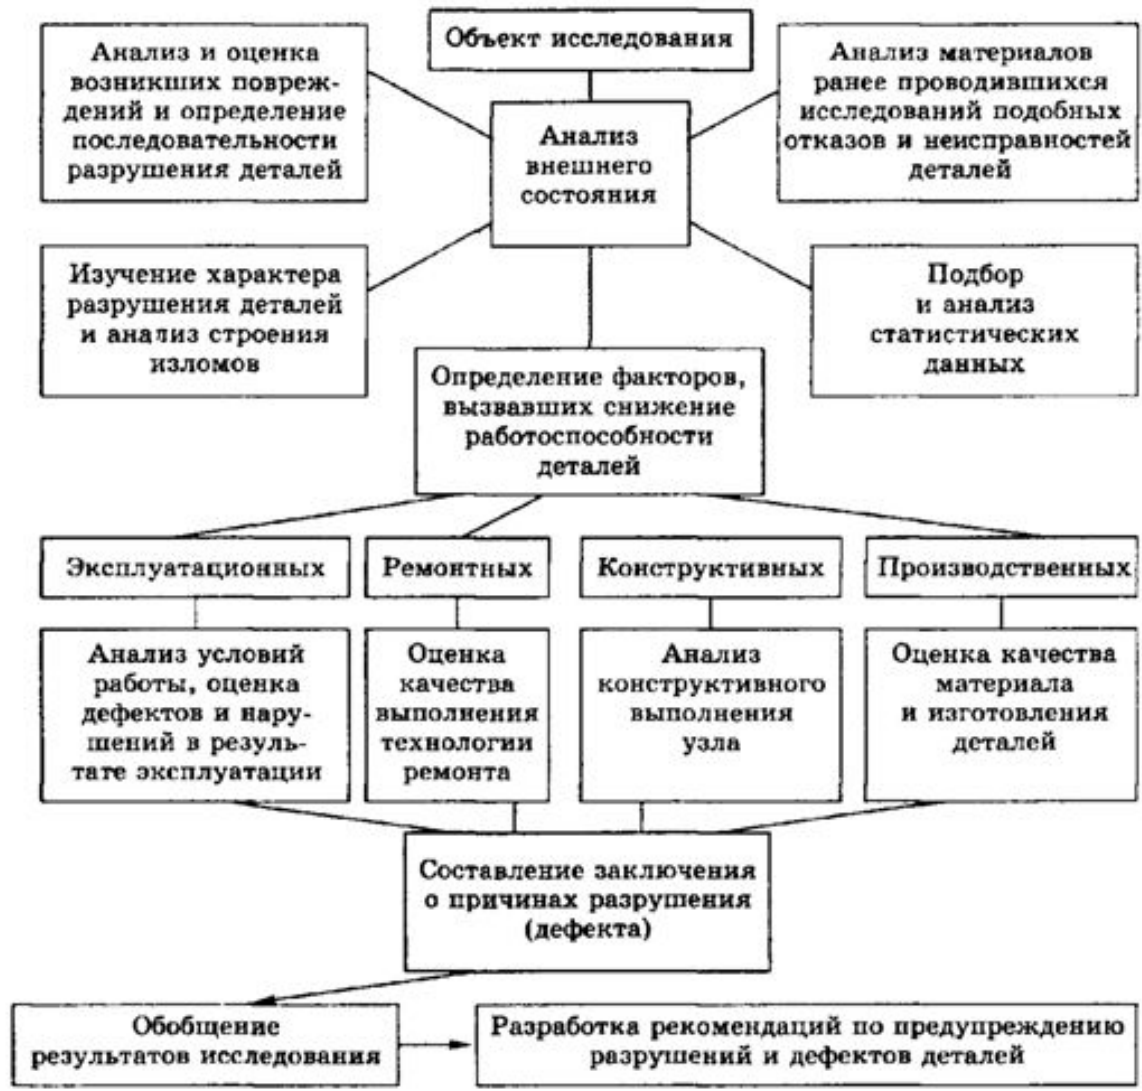 Объект исследования
Анализ и оценка
возникших повреж-
дений и определение
последовательности
разрушения деталей
Анализ
внешнего
состояния
Анализ материалов
ранее проводившихся
исследований подобных
отказов и неисправностей
деталей
Изучение характера
разрушения деталей
и анализ строения
изломов
Подбор
и анализ
статистических
данных
Определение факторов,
вызвавших снижение
работоспособности
деталей
Эксплуатационных
Ремонтных
Конструктивных
Производственных
Анализ условий
работы, оценка
дефектов и нару-
шений в резуль-
тате эксплуатации
Оценка
качества
выполнения
технологии
ремонта
Анализ
конструктивного
выполнения
узла
Оценка качества
материала
и изготовления
деталей
Составление заключения
о причинах разрушения
(дефекта)
Обобщение
результатов исследования
Разработка рекомендаций по предупреждению
разрушений и дефектов деталей